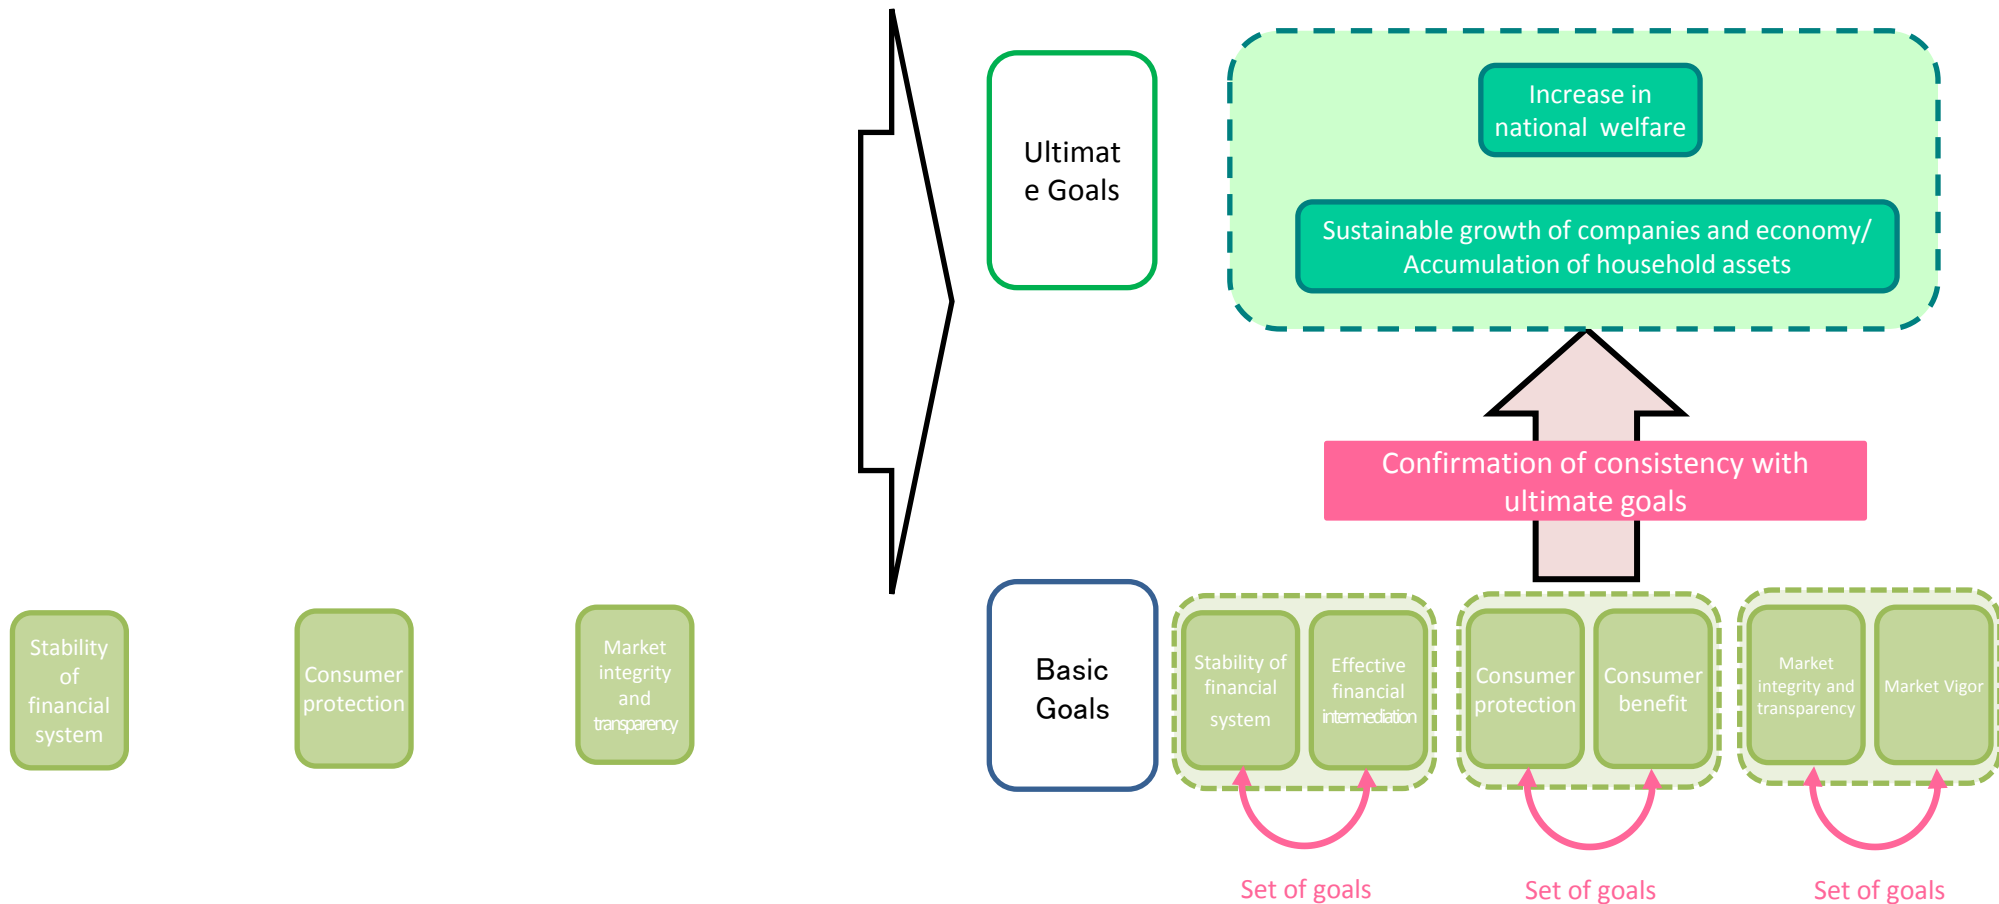 Ultimat
e Goals
Increase in
national welfare
Sustainable growth of companies and economy/
Accumulation of household assets
Confirmation of consistency with
ultimate goals
Stability
of
financial
system
Consumer
protection
Market
integrity
and
transparency
Basic
Goals
Stability of
financial
system
Effective
financial
intermediation
Consumer
protection
Consumer
benefit
Market
integrity and
transparency
Market Vigor
Set of goals
Set of goals
Set of goals